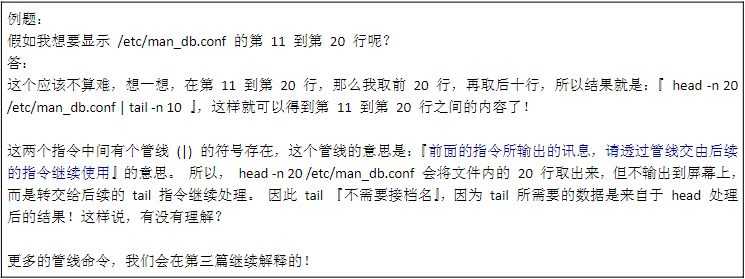 例题：
假如我想要显示 /etc/man_db.conf 的第 11 到第 20 行呢？
答：
这个应该不算难，想一想，在第 11 到第 20 行，那么我取前 20 行，再取后十行，所以结果就是：『 head -n 20
/etc/man_db.conf | tail -n 10 』，这样就可以得到第 11 到第 20 行之间的内容了！
这两个指令中间有个管线 (|) 的符号存在，这个管线的意思是：『前面的指令所输出的讯息，请透过管线交由后续
的指令继续使用』的意思。 所以， head -n 20 /etc/man_db.conf 会将文件内的 20 行取出来，但不输出到屏幕上，
而是转交给后续的 tail 指令继续处理。 因此 tail 『不需要接档名』，因为 tail 所需要的数据是来自于 head 处理
后的结果！这样说，有没有理解？
更多的管线命令，我们会在第三篇继续解释的！